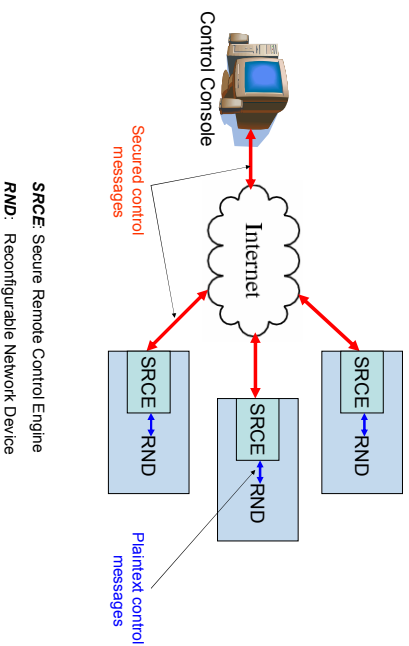 Control Console
Secured control
messages
Internet
SRCE
RND
SRCE
RND
SRCE
RND
Plaintext control
messages
SRCE: Secure Remote Control Engine
RND: Reconfigurable Network Device